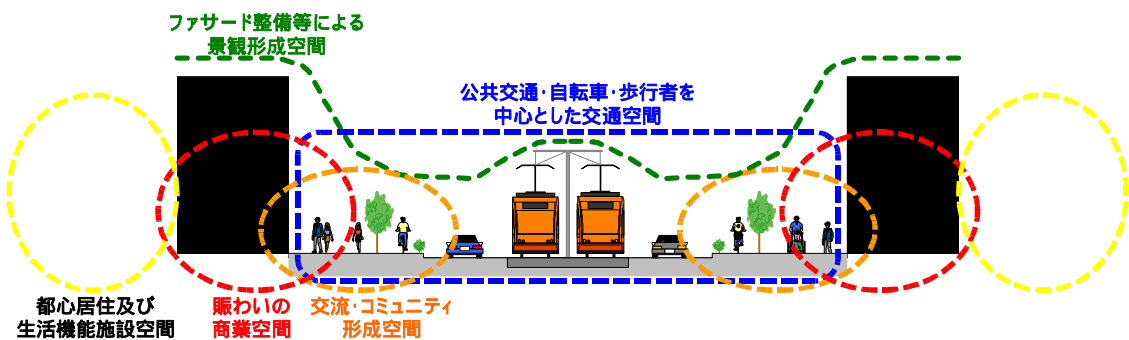 ファサード整備等による
景観形成空間
公共交通・自転車・歩行者を
中心とした交通空間
都心居住及び
生活機能施設空間
賑わいの
商業空間
交流・コミュニティ
形成空間